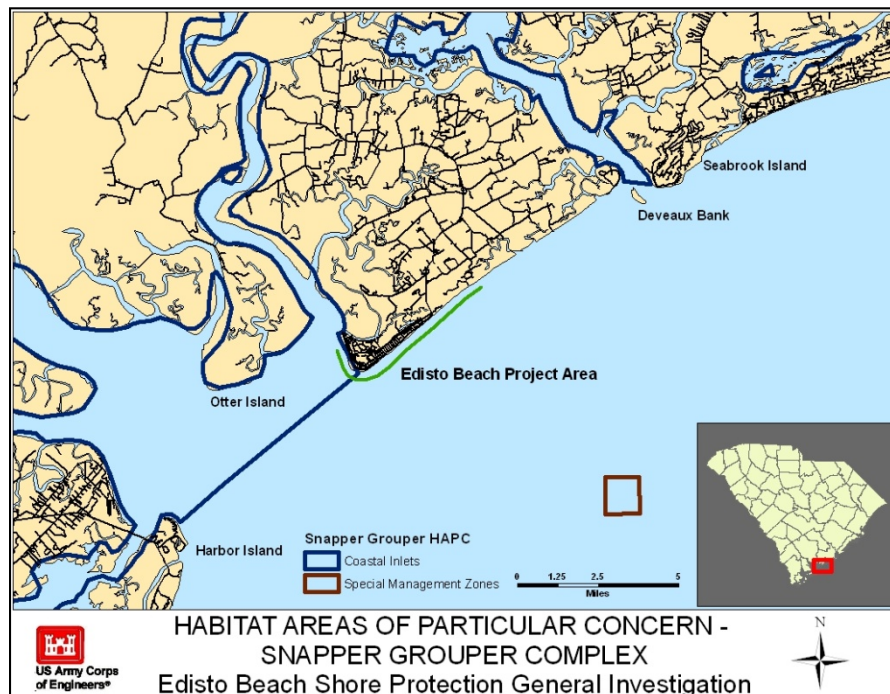 Seabrook Island
Deveaux Bank
Edisto Beach Project Area
Otter Island
Harbor Island
Snapper Grouper HAPC
Coastal Inlets
Special Management Zones
0 1.25 2.5 5
Miles
US Army Corps
of Engineers®
HABITAT AREAS OF PARTICULAR CONCERN -
SNAPPER GROUPER COMPLEX
Edisto Beach Shore Protection General Investigation
N